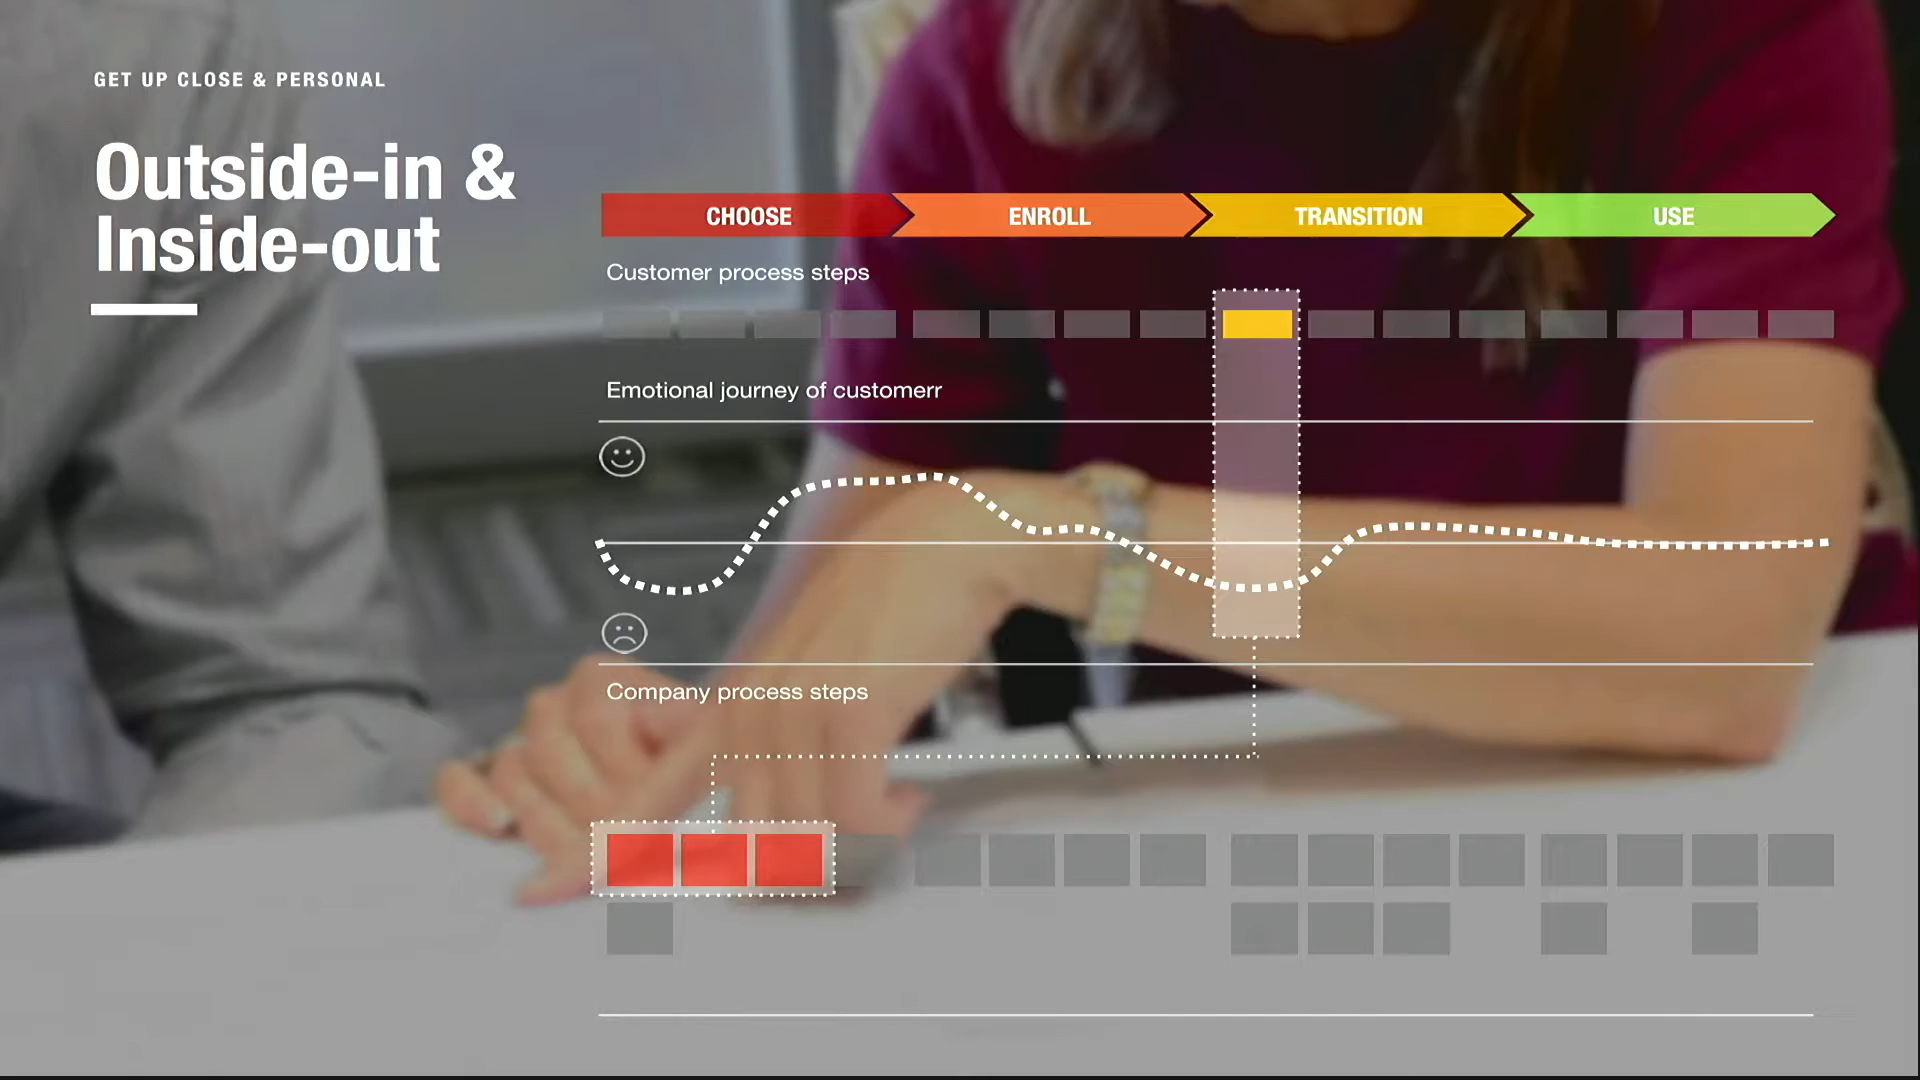 GET UP CLOSE & PERSONAL
Outside-in &
Inside-out
CHOOSE
ENROLL
TRANSITION
USE
Customer process steps
Emotional journey of customerr
Company process steps